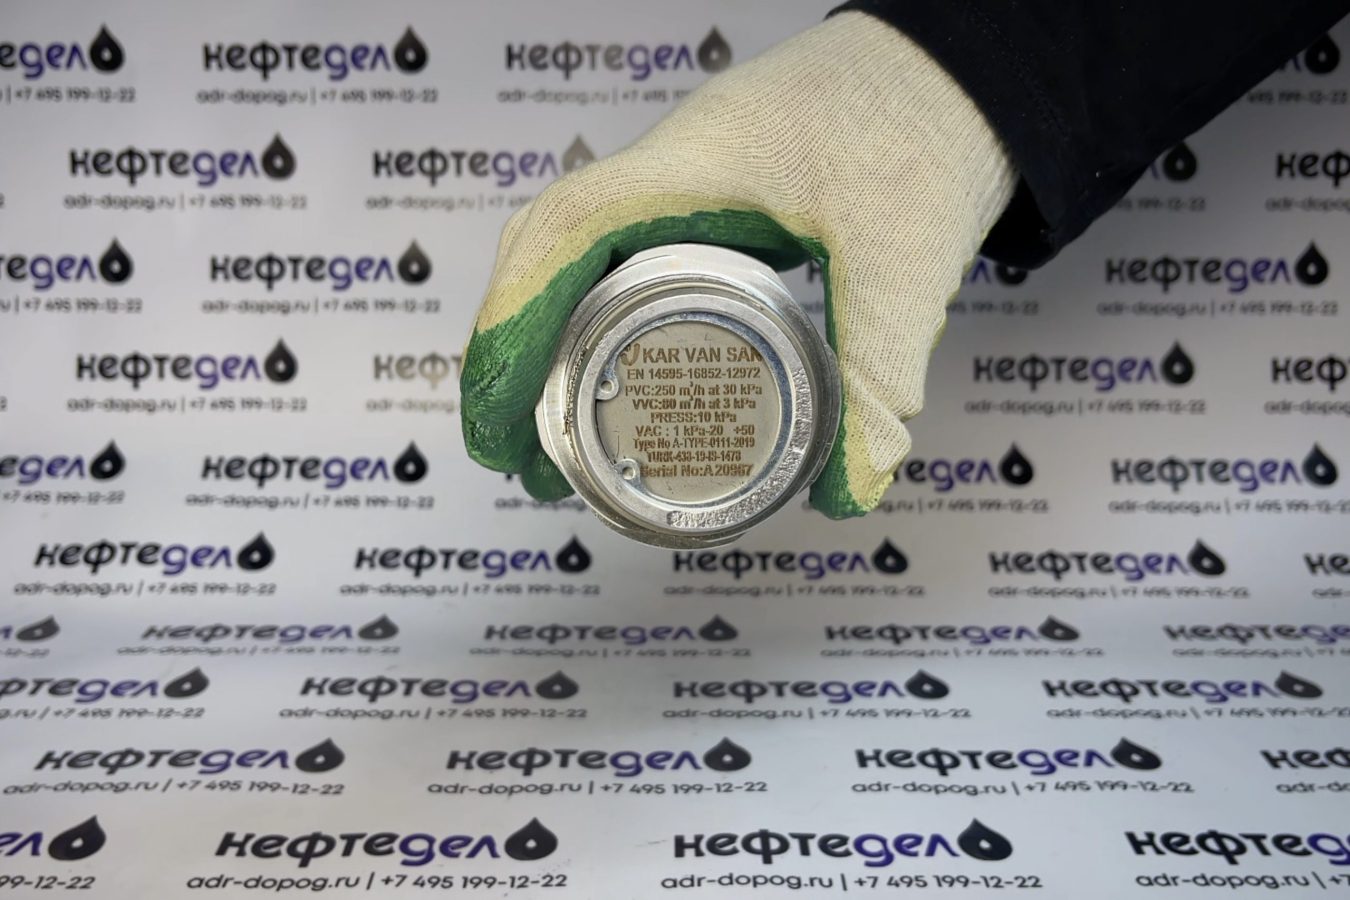 нефтедел
adr-dopog.ru | +7 495 199-12-22
KAR VAN SAN
EN 14595-16852-12972
PVC:250 m³/h at 30 kPa
VVC:60 m³/h at 3 kPa
PRESS:10 kPa
VAC : 1 kPa-20 +50
Type No A-TYPE-0111-2019
Serial No:A20987